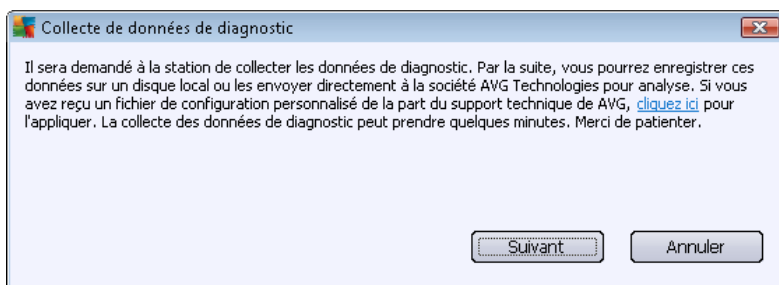 Collecte de données de diagnostic
Il sera demandé à la station de collecter les données de diagnostic. Par la suite, vous pourrez enregistrer ces
données sur un disque local ou les envoyer directement à la société AVG Technologies pour analyse. Si vous
avez reçu un fichier de configuration personnalisé de la part du support technique de AVG, cliquez ici pour
l'appliquer. La collecte des données de diagnostic peut prendre quelques minutes. Merci de patienter.
Suivant Annuler